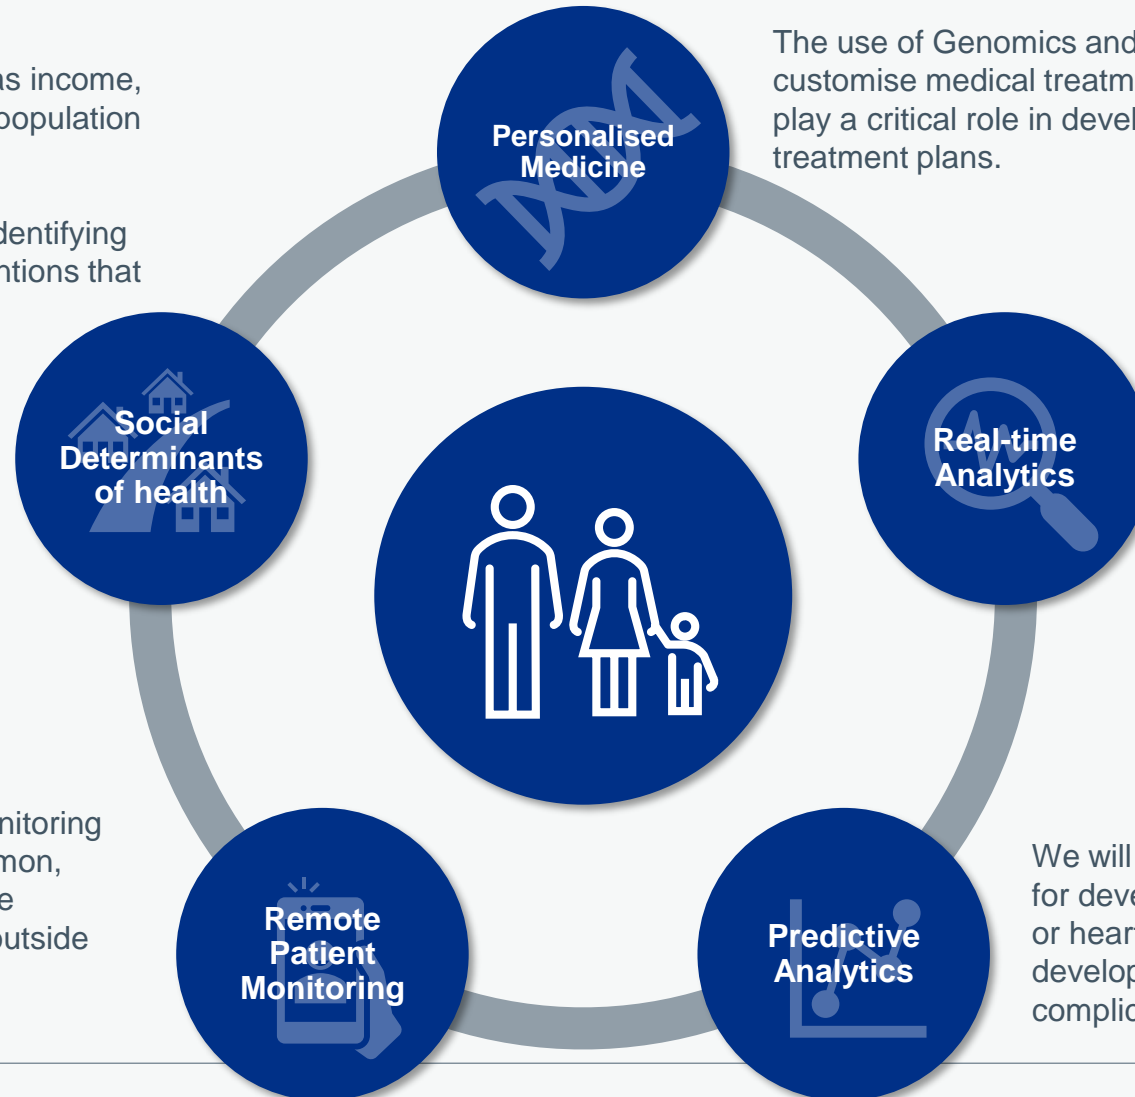 as income,
population
dentifying
ntions that
The use of Genomics and
customise medical treatm
play a critical role in devel
treatment plans.
Personalised
Medicine
Social
Determinants
of health
Real-time
Analytics
nitoring
mon,
e
outside
Remote
Patient
Monitoring
Predictive
Analytics
We will
for deve
or heart
develop
complic